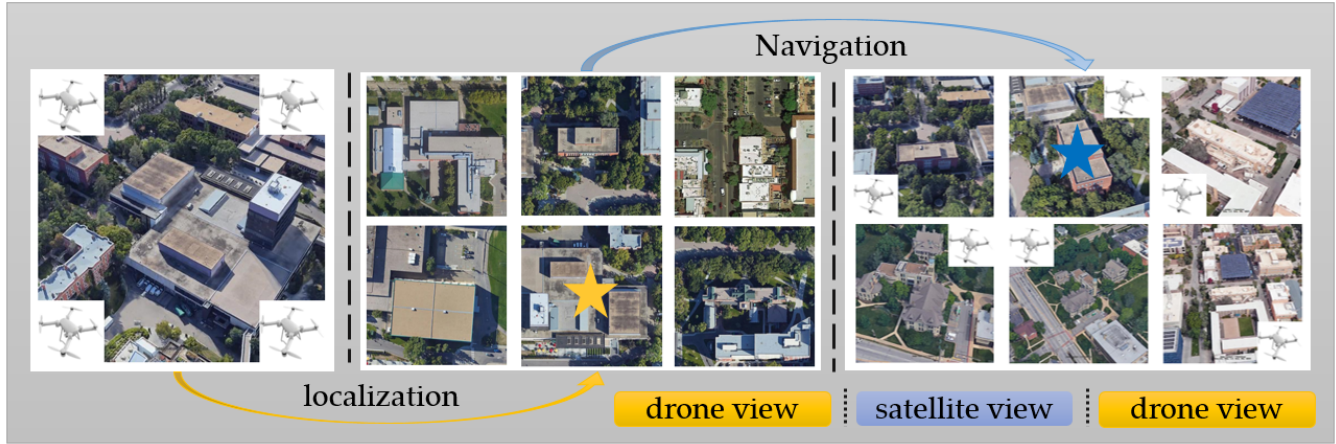 Navigation
localization
drone view
satellite view
drone view